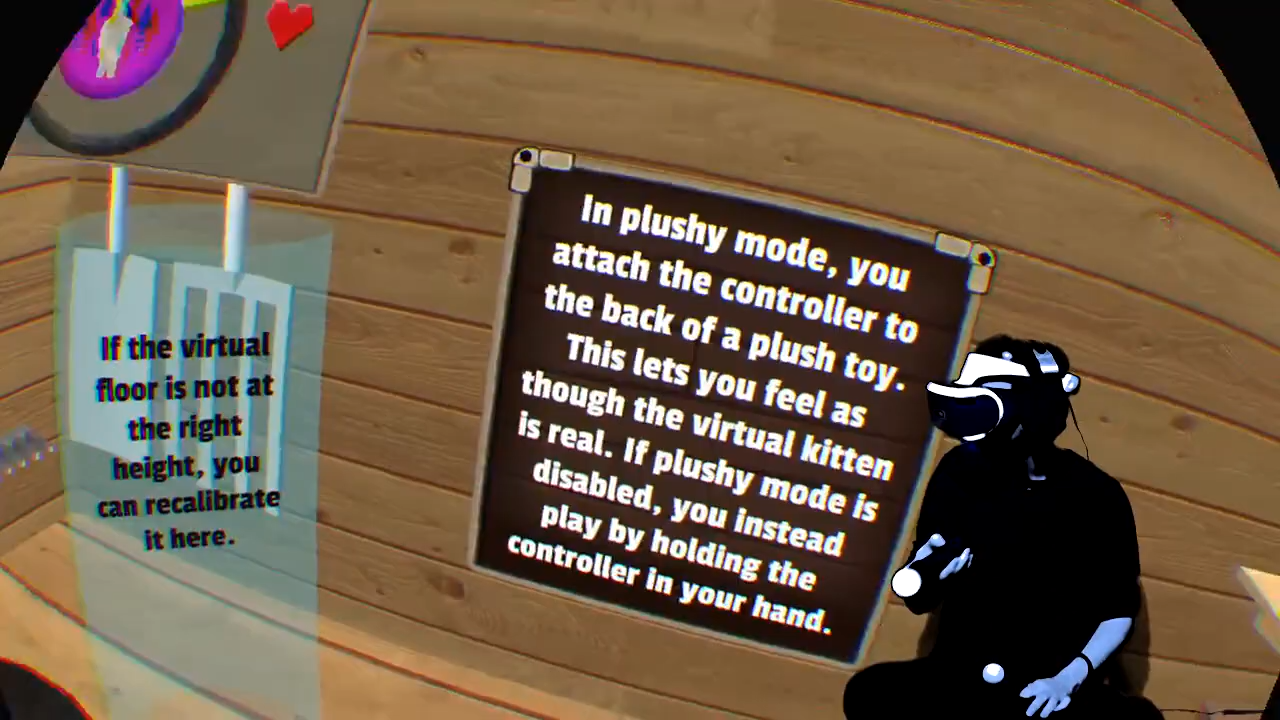 If the virtual
floor is not at
the right
height, you
can recalibrate
it here.
In plushy mode, you
attach the controller to
the back of a plush toy.
This lets you feel as
though the virtual kitten
is real. If plushy mode is
disabled, you instead
play by holding the
controller in your hand.